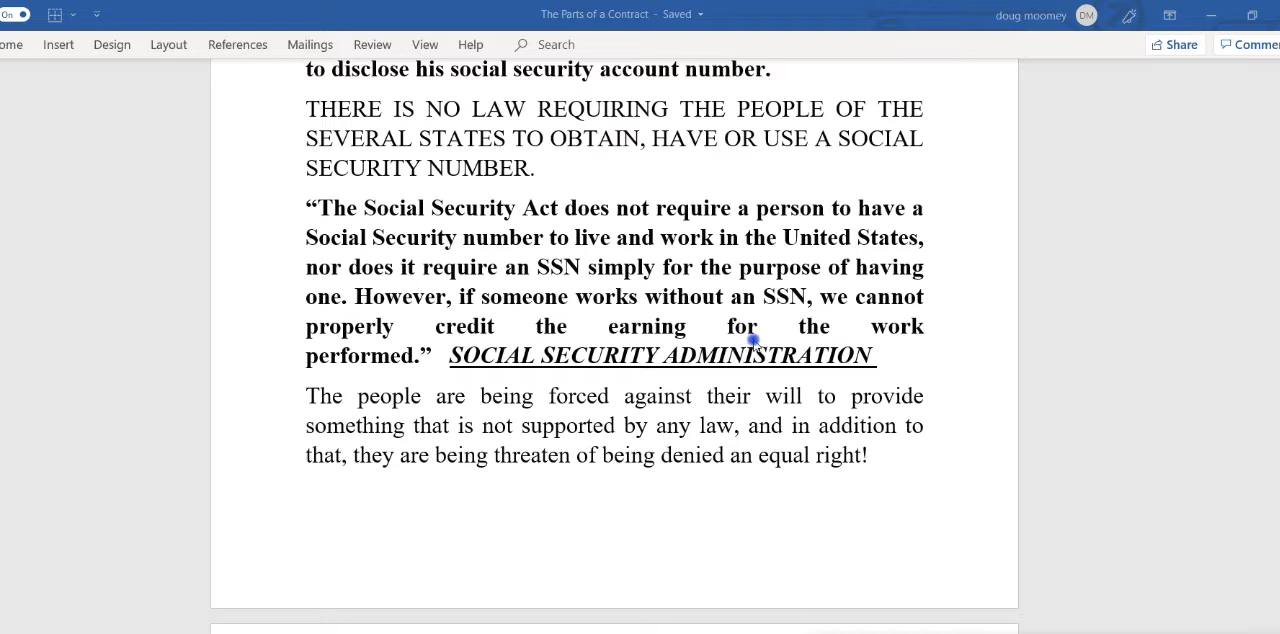 On
The Parts of a Contract - Saved
doug moomey
DM
ome Insert Design Layout References Mailings Review View Help Search Share Commen
to disclose his social security account number.
THERE IS NO LAW REQUIRING THE PEOPLE OF THE
SEVERAL STATES TO OBTAIN, HAVE OR USE A SOCIAL
SECURITY NUMBER.
“The Social Security Act does not require a person to have a
Social Security number to live and work in the United States,
nor does it require an SSN simply for the purpose of having
one. However, if someone works without an SSN, we cannot
properly credit the earning for the work
performed.” SOCIAL SECURITY ADMINISTRATION
The people are being forced against their will to provide
something that is not supported by any law, and in addition to
that, they are being threaten of being denied an equal right!